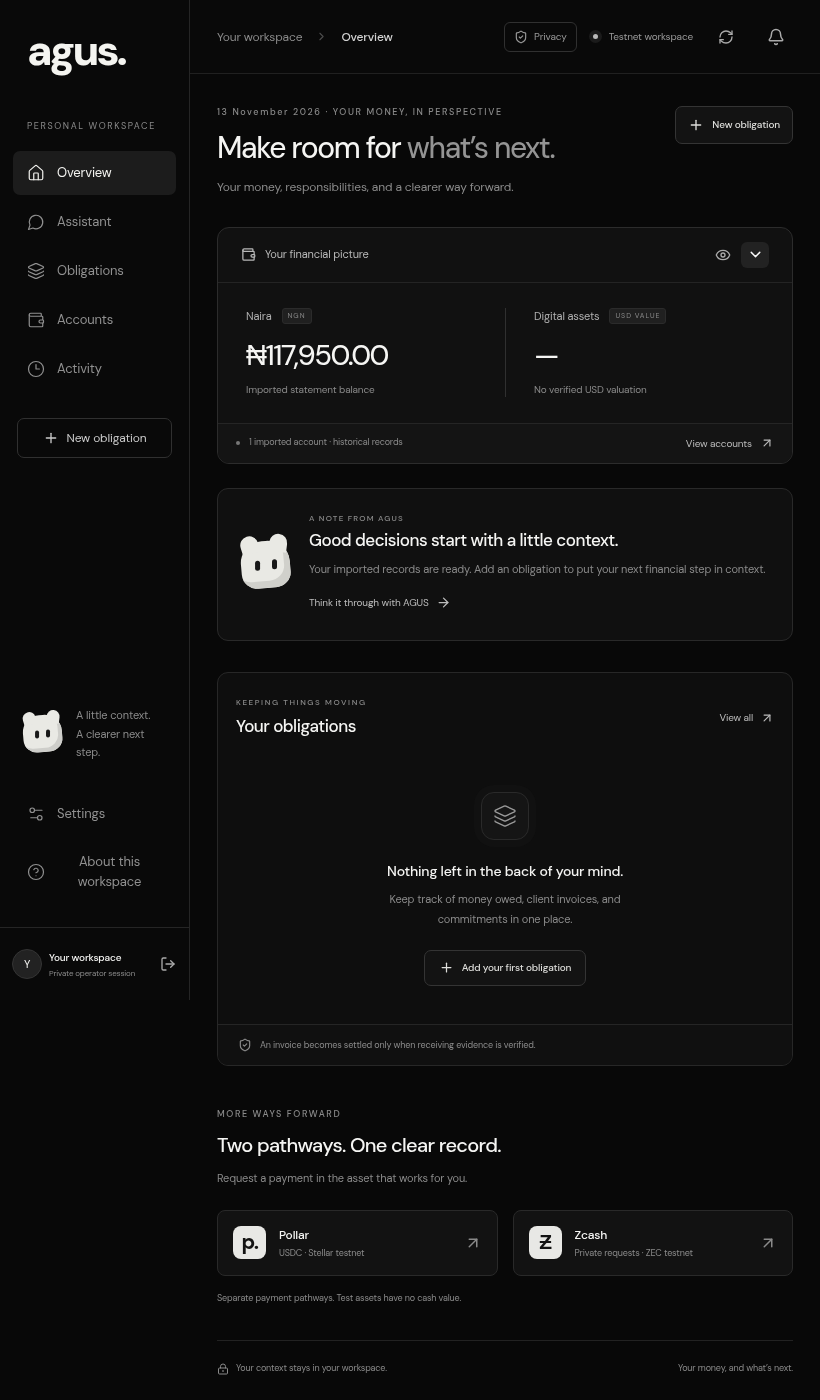 agus.
PERSONAL WORKSPACE
Overview
Assistant
Obligations
Accounts
Activity
New obligation
A little context.
A clearer next
step.
Settings
About this
workspace
Y
Your workspace
Private operator session
Your workspace
Overview
Privacy
Testnet workspace
13 November 2026 · YOUR MONEY, IN PERSPECTIVE
Make room for what's next.
Your money, responsibilities, and a clearer way forward.
New obligation
Your financial picture
Naira NGN
₦117,950.00
Imported statement balance
Digital assets USD VALUE
—
No verified USD valuation
1 imported account · historical records
View accounts
A NOTE FROM AGUS
Good decisions start with a little context.
Your imported records are ready. Add an obligation to put your next financial step in context.
Think it through with AGUS
KEEPING THINGS MOVING
Your obligations
View all
Nothing left in the back of your mind.
Keep track of money owed, client invoices, and
commitments in one place.
Add your first obligation
An invoice becomes settled only when receiving evidence is verified.
MORE WAYS FORWARD
Two pathways. One clear record.
Request a payment in the asset that works for you.
p.
Pollar
USDC · Stellar testnet
Zcash
Private requests · ZEC testnet
Separate payment pathways. Test assets have no cash value.
Your context stays in your workspace.
Your money, and what's next.